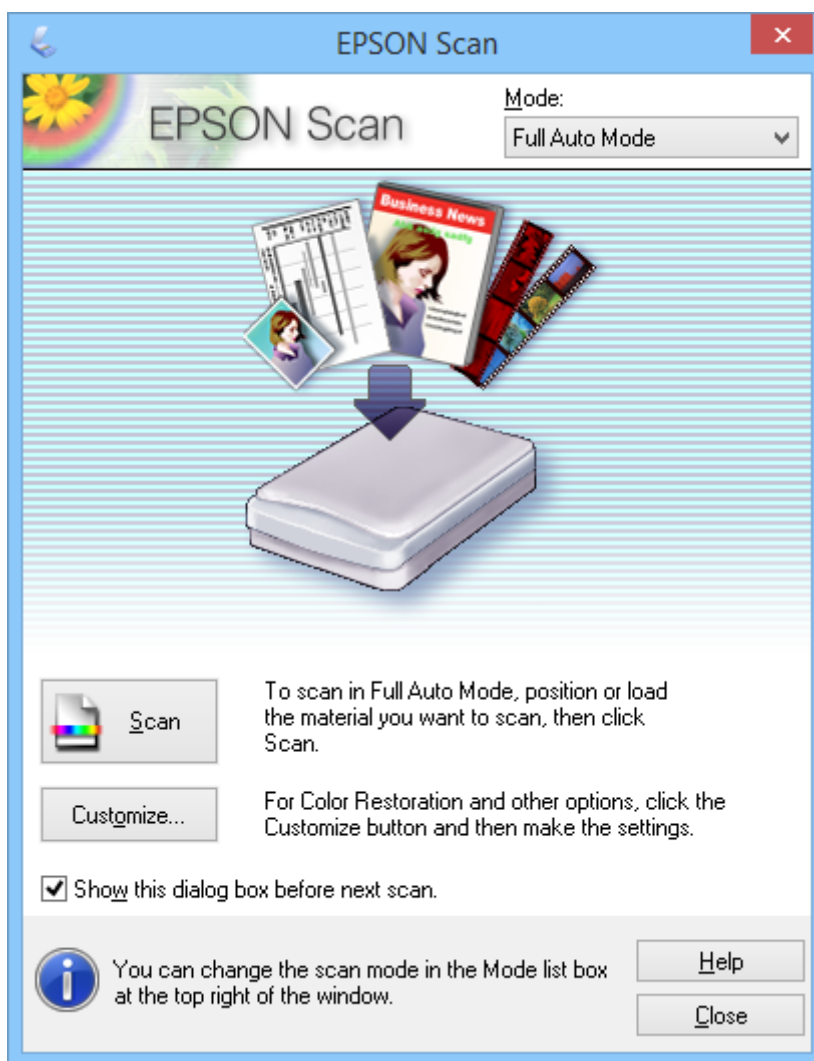 EPSON Scan
EPSON Scan
Mode:
Full Auto Mode
Business News
Scan
To scan in Full Auto Mode, position or load
the material you want to scan, then click
Scan.
Customize...
For Color Restoration and other options, click the
Customize button and then make the settings.
Show this dialog box before next scan.
You can change the scan mode in the Mode list box
at the top right of the window.
Help
Close